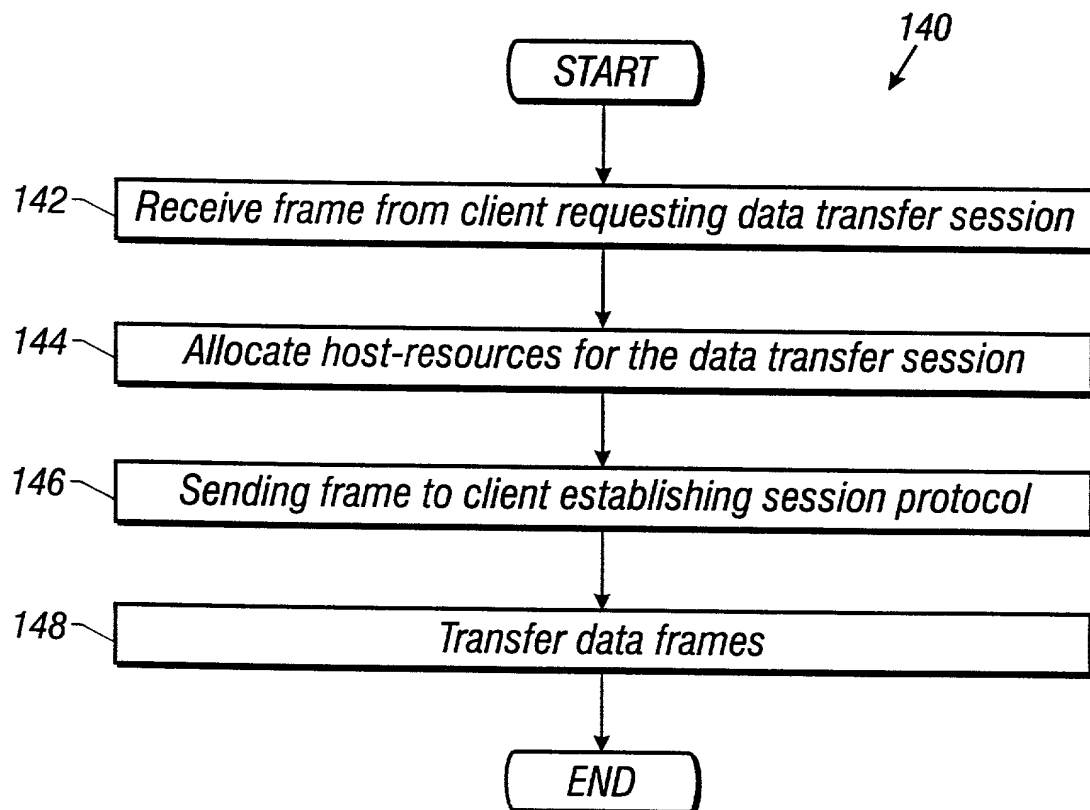 140
START
142
Receive frame from client requesting data transfer session
144
Allocate host-resources for the data transfer session
146
Sending frame to client establishing session protocol
148
Transfer data frames
END